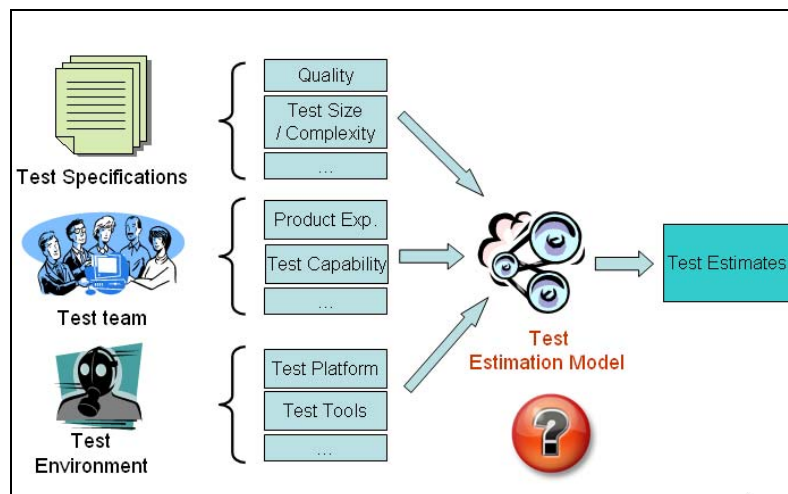 Quality
Test Size
/ Complexity
...
Test Specifications
Product Exp.
Test Capability
...
Test team
Test Platform
Test Tools
...
Test
Environment
Test
Estimation Model
?
Test Estimates